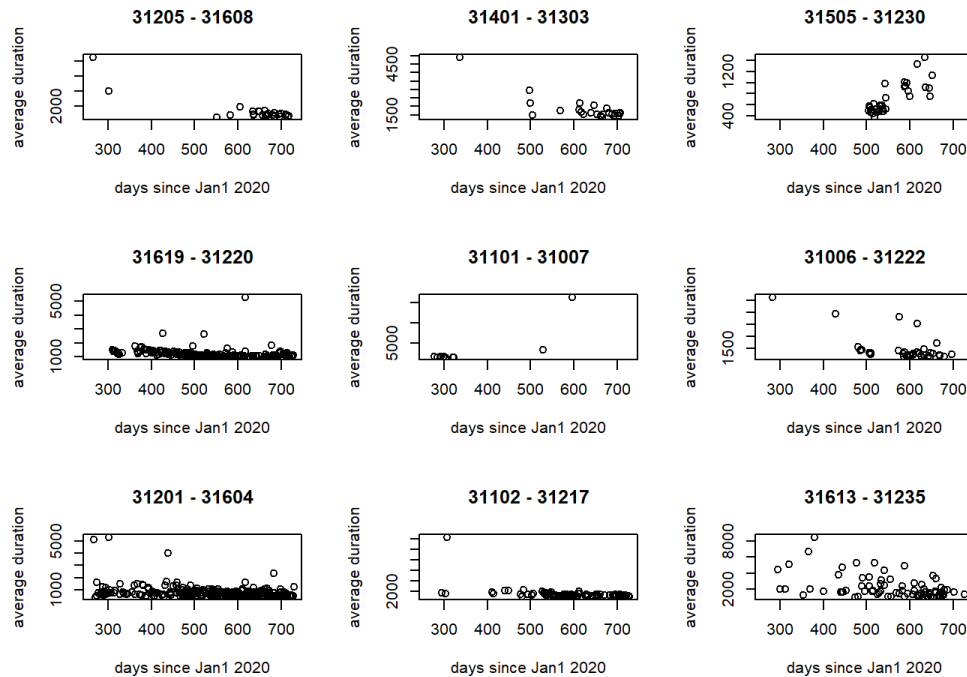 31205 - 31608
31401 - 31303
31505 - 31230
average duration
2000
300 400 500 600 700
days since Jan1 2020
average duration
1500 4500
300 400 500 600 700
days since Jan1 2020
average duration
400 1200
300 400 500 600 700
days since Jan1 2020
31619 - 31220
31101 - 31007
31006 - 31222
average duration
1000 5000
300 400 500 600 700
days since Jan1 2020
average duration
5000
300 400 500 600 700
days since Jan1 2020
average duration
1500
300 400 500 600 700
days since Jan1 2020
31201 - 31604
31102 - 31217
31613 - 31235
average duration
1000 5000
300 400 500 600 700
days since Jan1 2020
average duration
2000
300 400 500 600 700
days since Jan1 2020
average duration
2000 8000
300 400 500 600 700
days since Jan1 2020